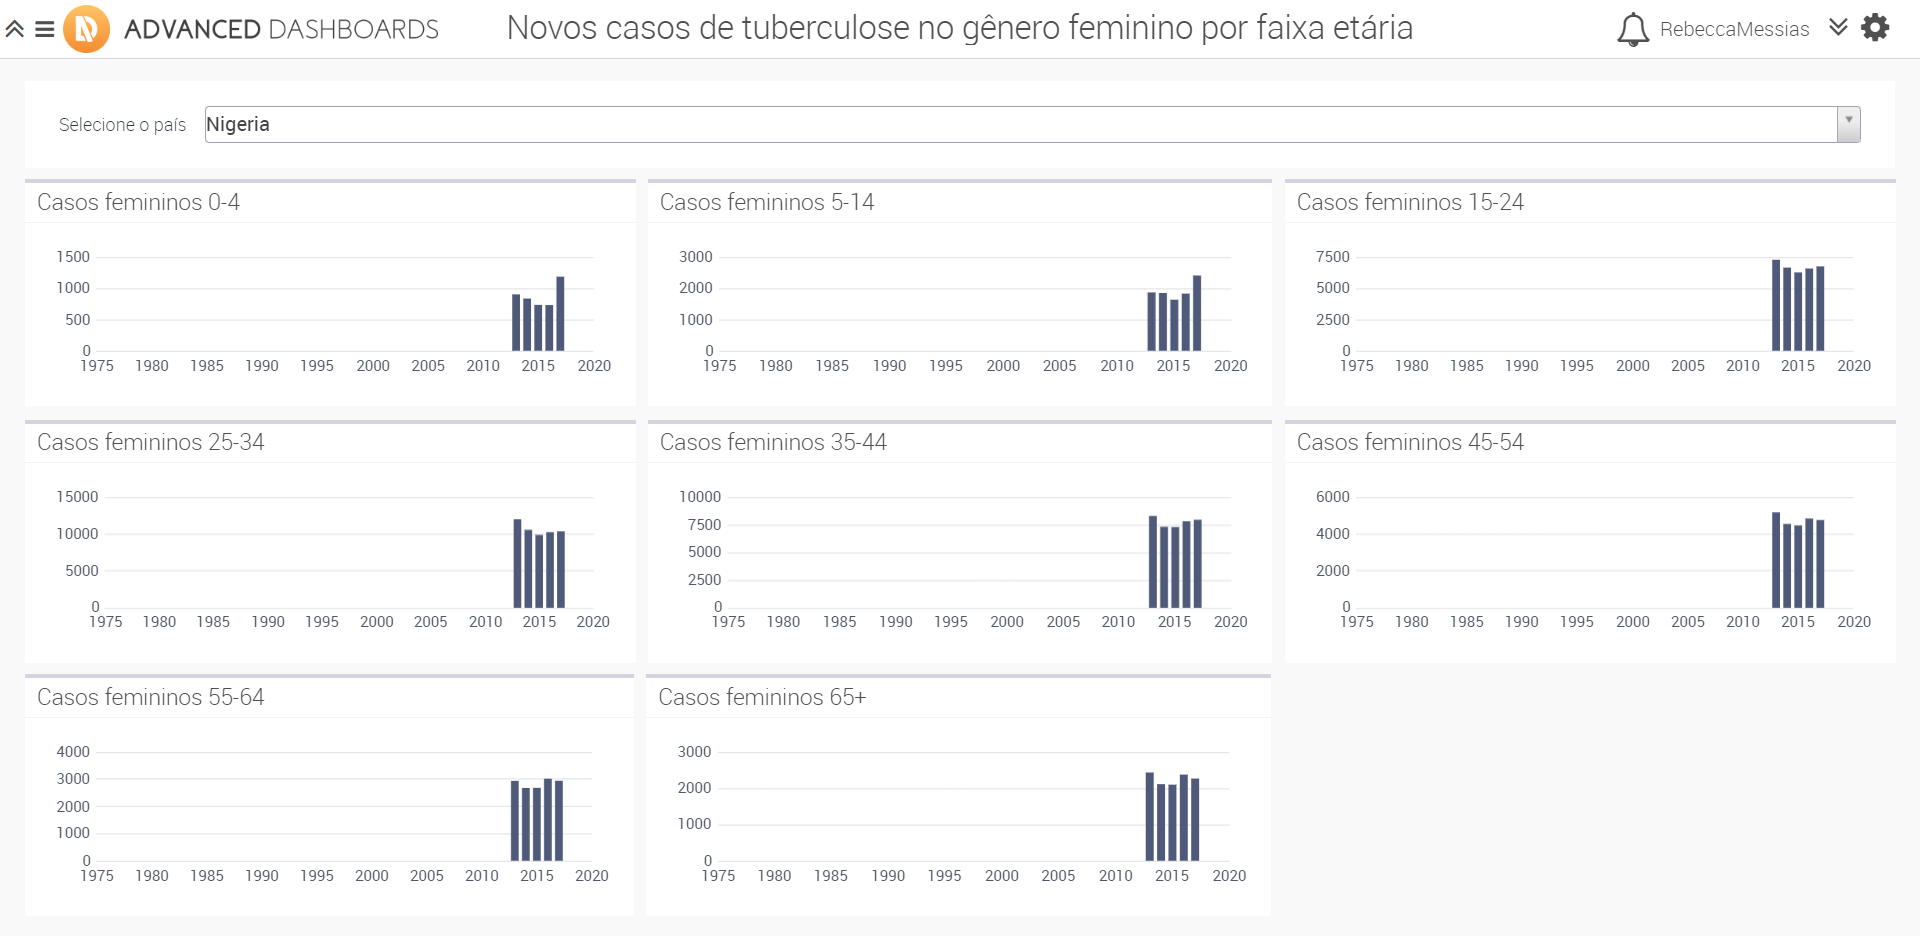 ADVANCED DASHBOARDS
Novos casos de tuberculose no gênero feminino por faixa etária
RebeccaMessias
Selecione o país
Nigeria
Casos femininos 0-4
1500
1000
500
0
1975 1980 1985 1990 1995 2000 2005 2010 2015 2020
Casos femininos 5-14
3000
2000
1000
0
1975 1980 1985 1990 1995 2000 2005 2010 2015 2020
Casos femininos 15-24
7500
5000
2500
0
1975 1980 1985 1990 1995 2000 2005 2010 2015 2020
Casos femininos 25-34
15000
10000
5000
0
1975 1980 1985 1990 1995 2000 2005 2010 2015 2020
Casos femininos 35-44
10000
7500
5000
2500
0
1975 1980 1985 1990 1995 2000 2005 2010 2015 2020
Casos femininos 45-54
6000
4000
2000
0
1975 1980 1985 1990 1995 2000 2005 2010 2015 2020
Casos femininos 55-64
4000
3000
2000
1000
0
1975 1980 1985 1990 1995 2000 2005 2010 2015 2020
Casos femininos 65+
3000
2000
1000
0
1975 1980 1985 1990 1995 2000 2005 2010 2015 2020